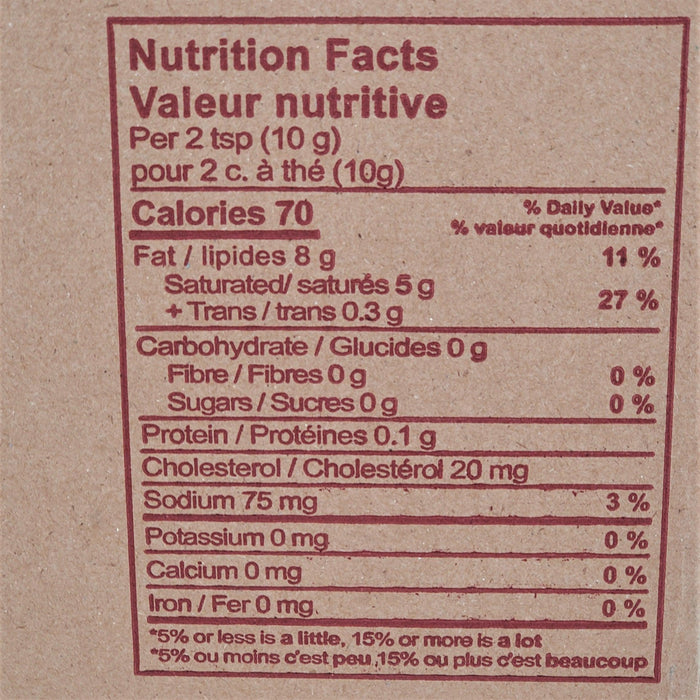 Nutrition Facts
Valeur nutritive
Per 2 tsp (10 g)
pour 2 c. à thé (10g)
Calories 70
% Daily Value*
% valeur quotidienne*
Fat / lipides 8 g 11 %
Saturated/ saturés 5 g
+ Trans / trans 0.3 g 27 %
Carbohydrate / Glucides 0 g
Fibre / Fibres 0 g 0 %
Sugars / Sucres 0 g 0 %
Protein / Protéines 0.1 g
Cholesterol / Cholestérol 20 mg
Sodium 75 mg 3 %
Potassium 0 mg 0 %
Calcium 0 mg 0 %
Iron / Fer 0 mg 0 %
*5% or less is a little, 15% or more is a lot
*5% ou moins c'est peu ,15% ou plus c'est beaucoup